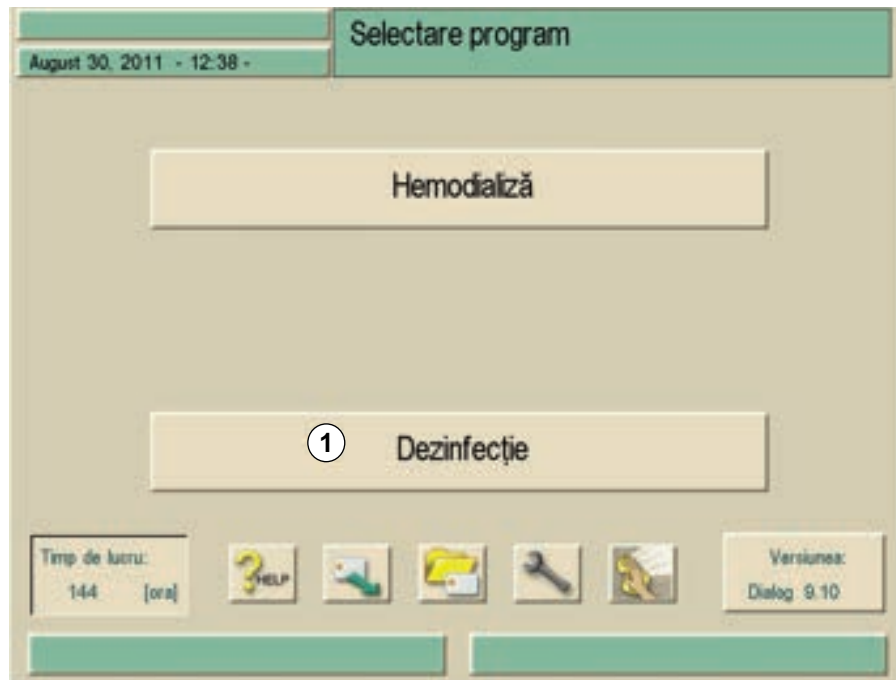 Selectare program
August 30, 2011 - 12:38 -
Hemodializă
1 Dezinfecție
Timp de lucru:
144 [ora]
HELP
Versiunea:
Dialog 9.10